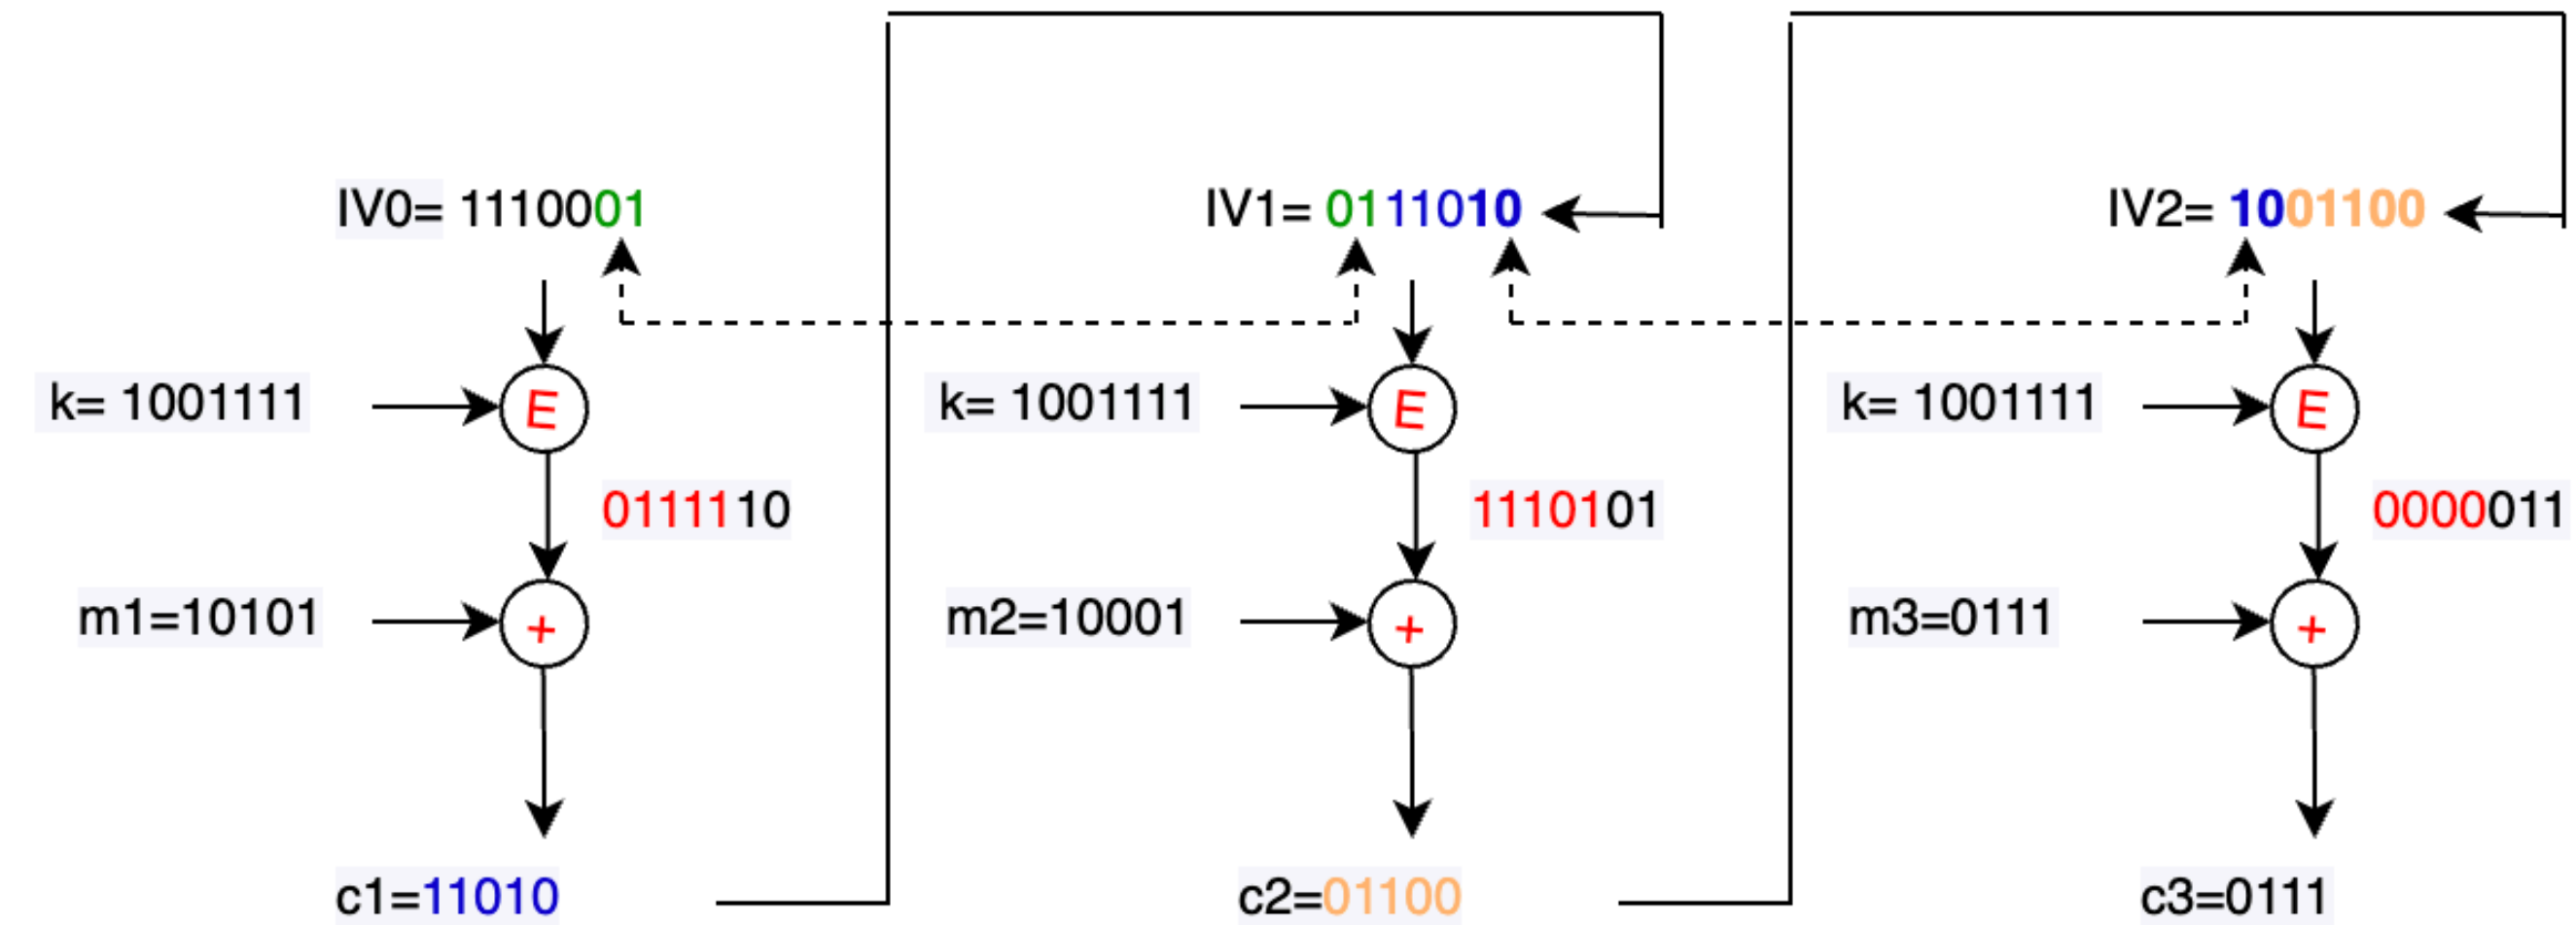 IV0= 1110001
IV1= 0111010
IV2= 1001100
k= 1001111
E
k= 1001111
E
k= 1001111
E
0111110
1110101
0000011
m1=10101
+
m2=10001
+
m3=0111
+
c1=11010
c2=01100
c3=0111